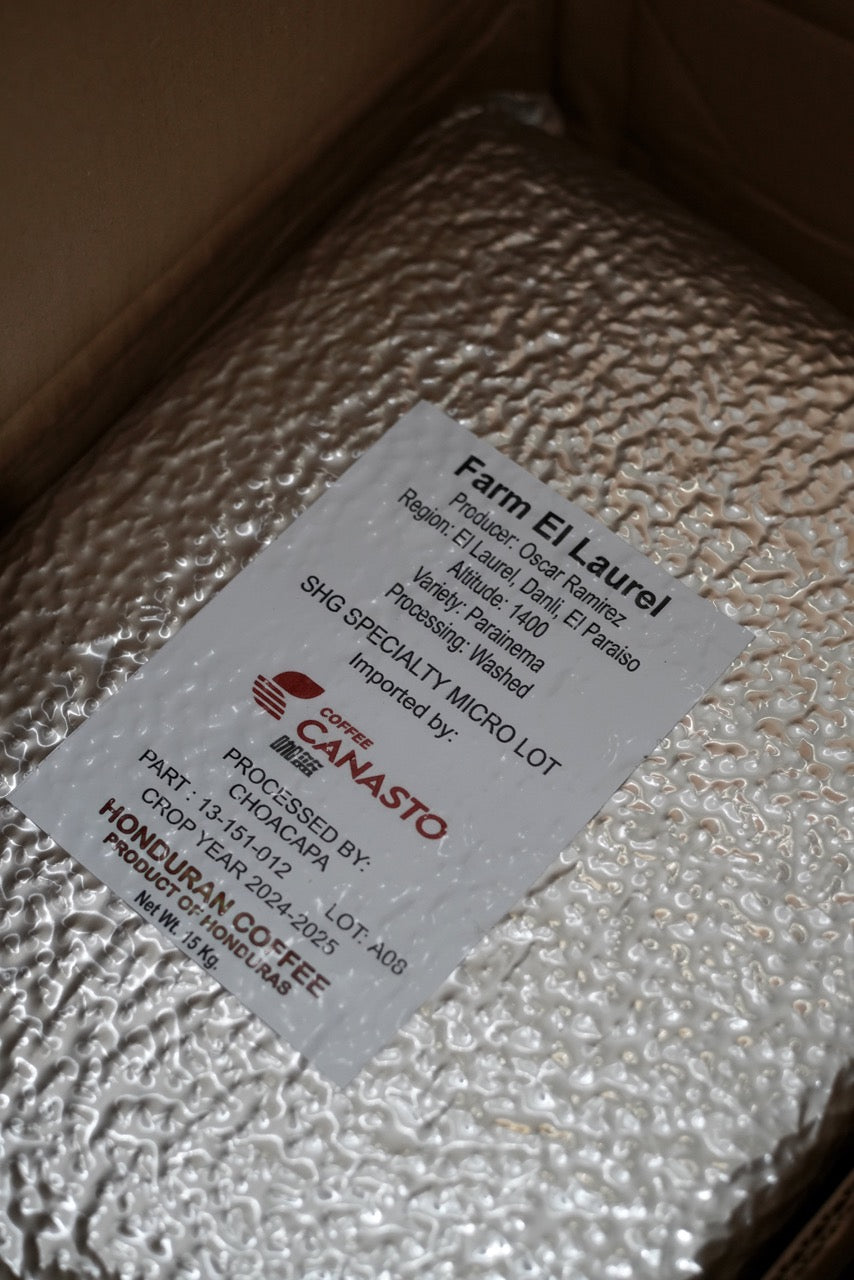 Farm El Laurel
Producer: Oscar Ramirez
Region: El Laurel, Danli, El Paraiso
Altitude: 1400
Variety: Parainema
Processing: Washed
SHG SPECIALTY MICRO LOT
Imported by:
COFFEE
CANASTO
PROCESSED BY:
CHOACAPA
PART : 13-151-012 LOT: A08
CROP YEAR 2024-2025
HONDURAN COFFEE
PRODUCT OF HONDURAS
Net Wt. 15 Kg.